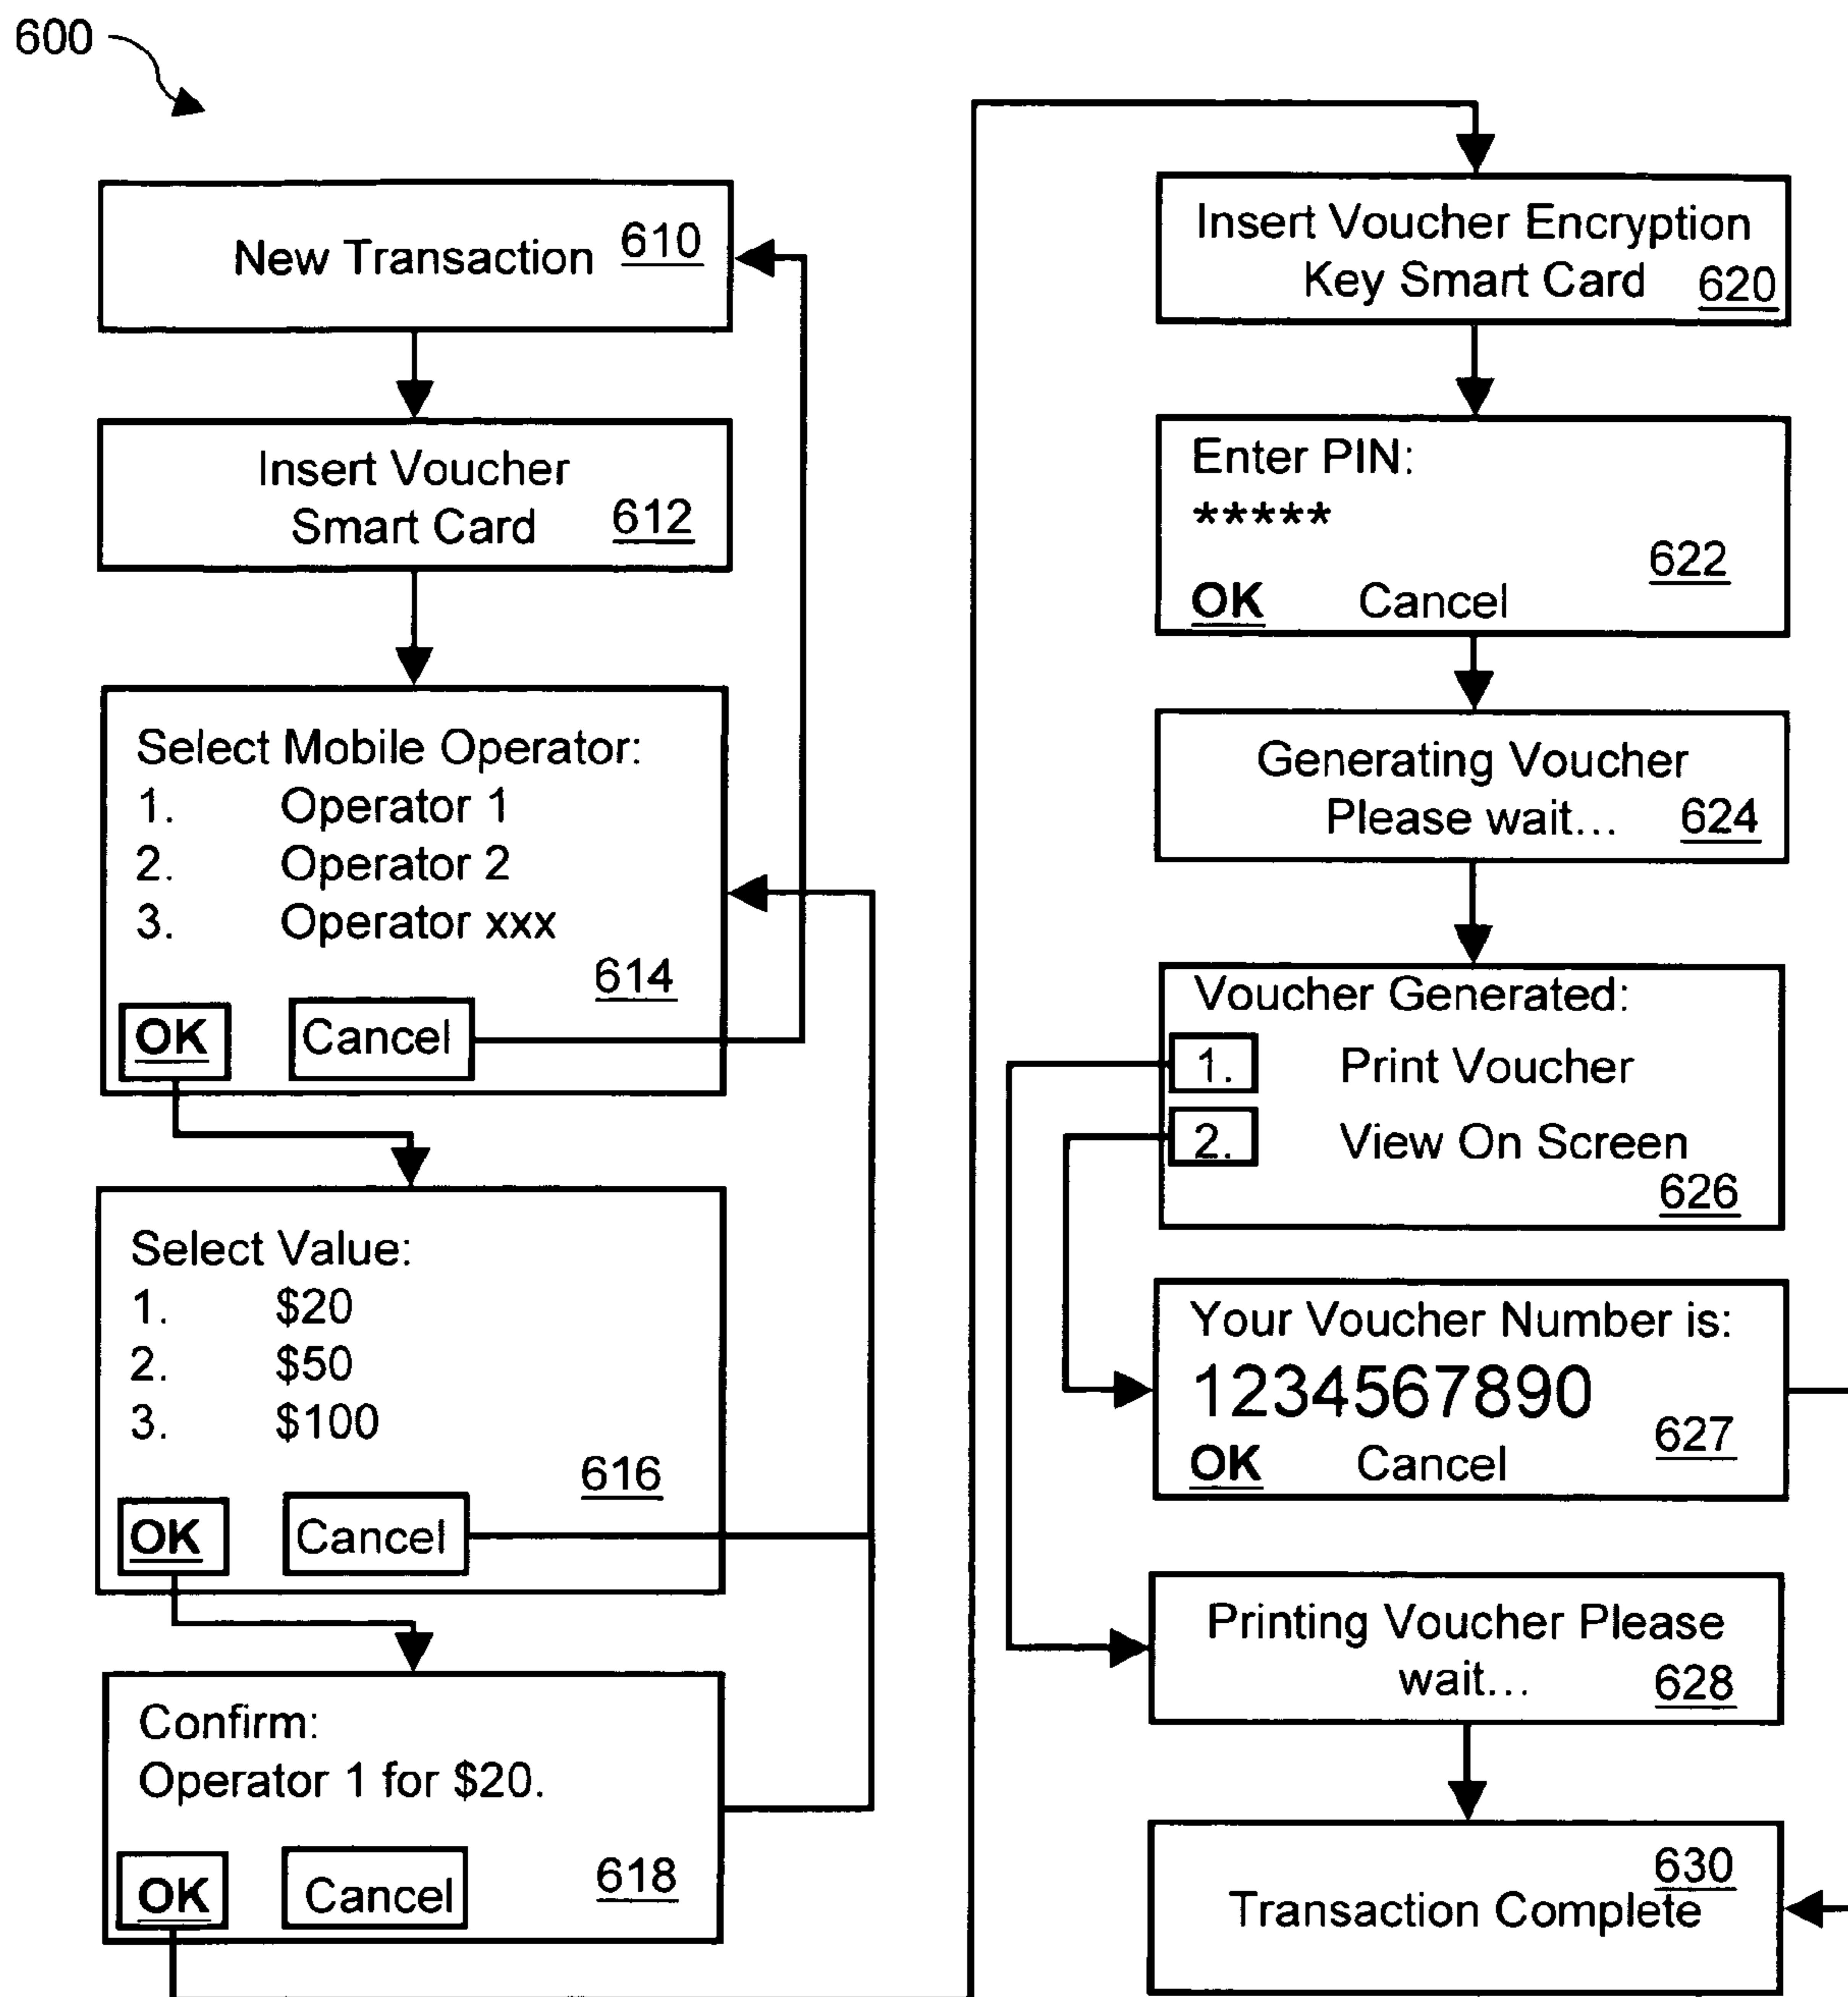 600
New Transaction 610
Insert Voucher
Smart Card 612
Select Mobile Operator:
1. Operator 1
2. Operator 2
3. Operator xxx
614
OK Cancel
Select Value:
1. $20
2. $50
3. $100
616
OK Cancel
Confirm:
Operator 1 for $20.
618
OK Cancel
Insert Voucher Encryption
Key Smart Card 620
Enter PIN:
*****
622
OK Cancel
Generating Voucher
Please wait... 624
Voucher Generated:
1. Print Voucher
2. View On Screen
626
Your Voucher Number is:
1234567890
627
OK Cancel
Printing Voucher Please
wait... 628
630
Transaction Complete